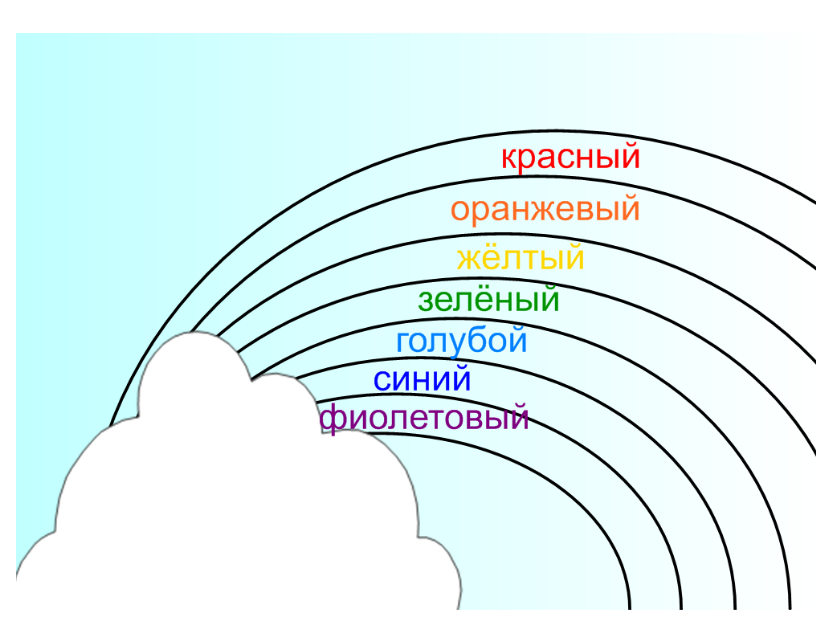 красный
оранжевый
жёлтый
зелёный
голубой
синий
фиолетовый